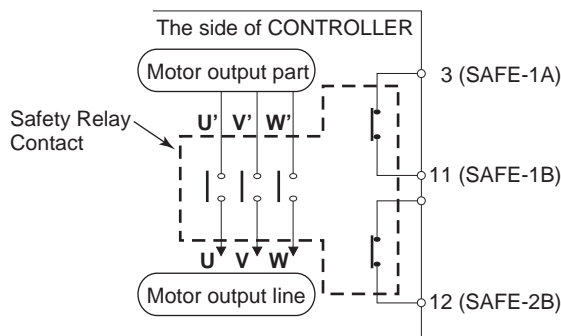 The side of CONTROLLER
Motor output part
3 (SAFE-1A)
Safety Relay
Contact
U’ V’ W’
11 (SAFE-1B)
U V W
Motor output line
12 (SAFE-2B)